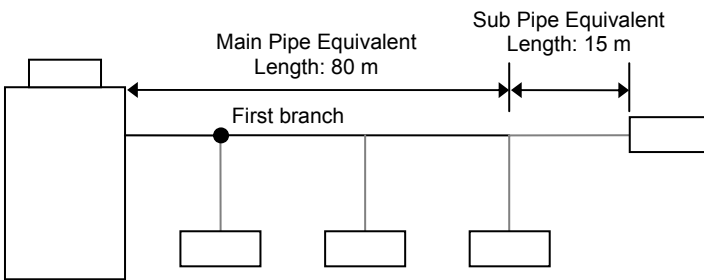 Main Pipe Equivalent
Length: 80 m
Sub Pipe Equivalent
Length: 15 m
First branch